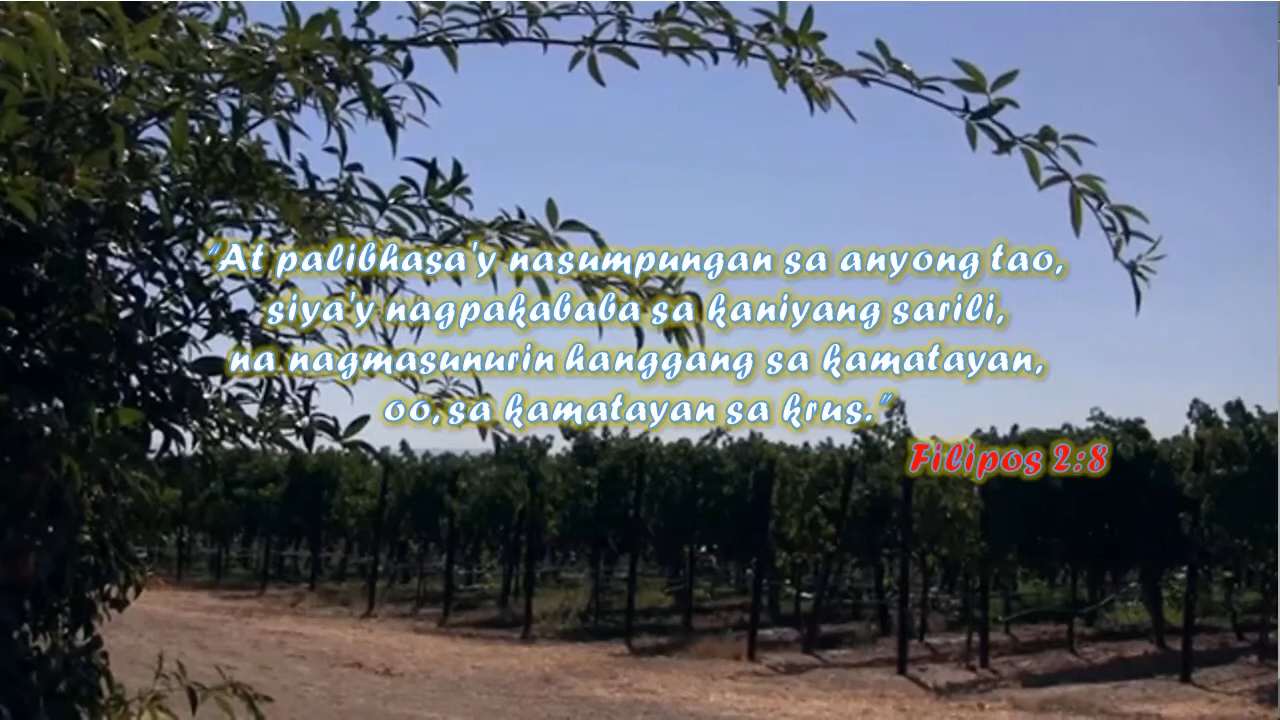 “At palibhasa'y nasumpungan sa anyong tao,
siya'y nagpakababa sa kaniyang sarili,
na nagmasunurin hanggang sa kamatayan,
oo, sa kamatayan sa krus.”
Filipos 2:8